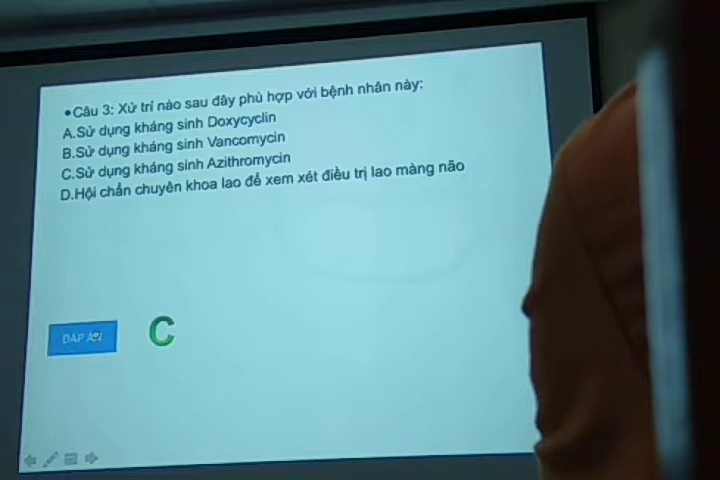 •Câu 3: Xử trí nào sau đây phù hợp với bệnh nhân này:
A.Sử dụng kháng sinh Doxycyclin
B.Sử dụng kháng sinh Vancomycin
C.Sử dụng kháng sinh Azithromycin
D.Hội chẩn chuyên khoa lao để xem xét điều trị lao màng não
ĐÁP ÁN
C